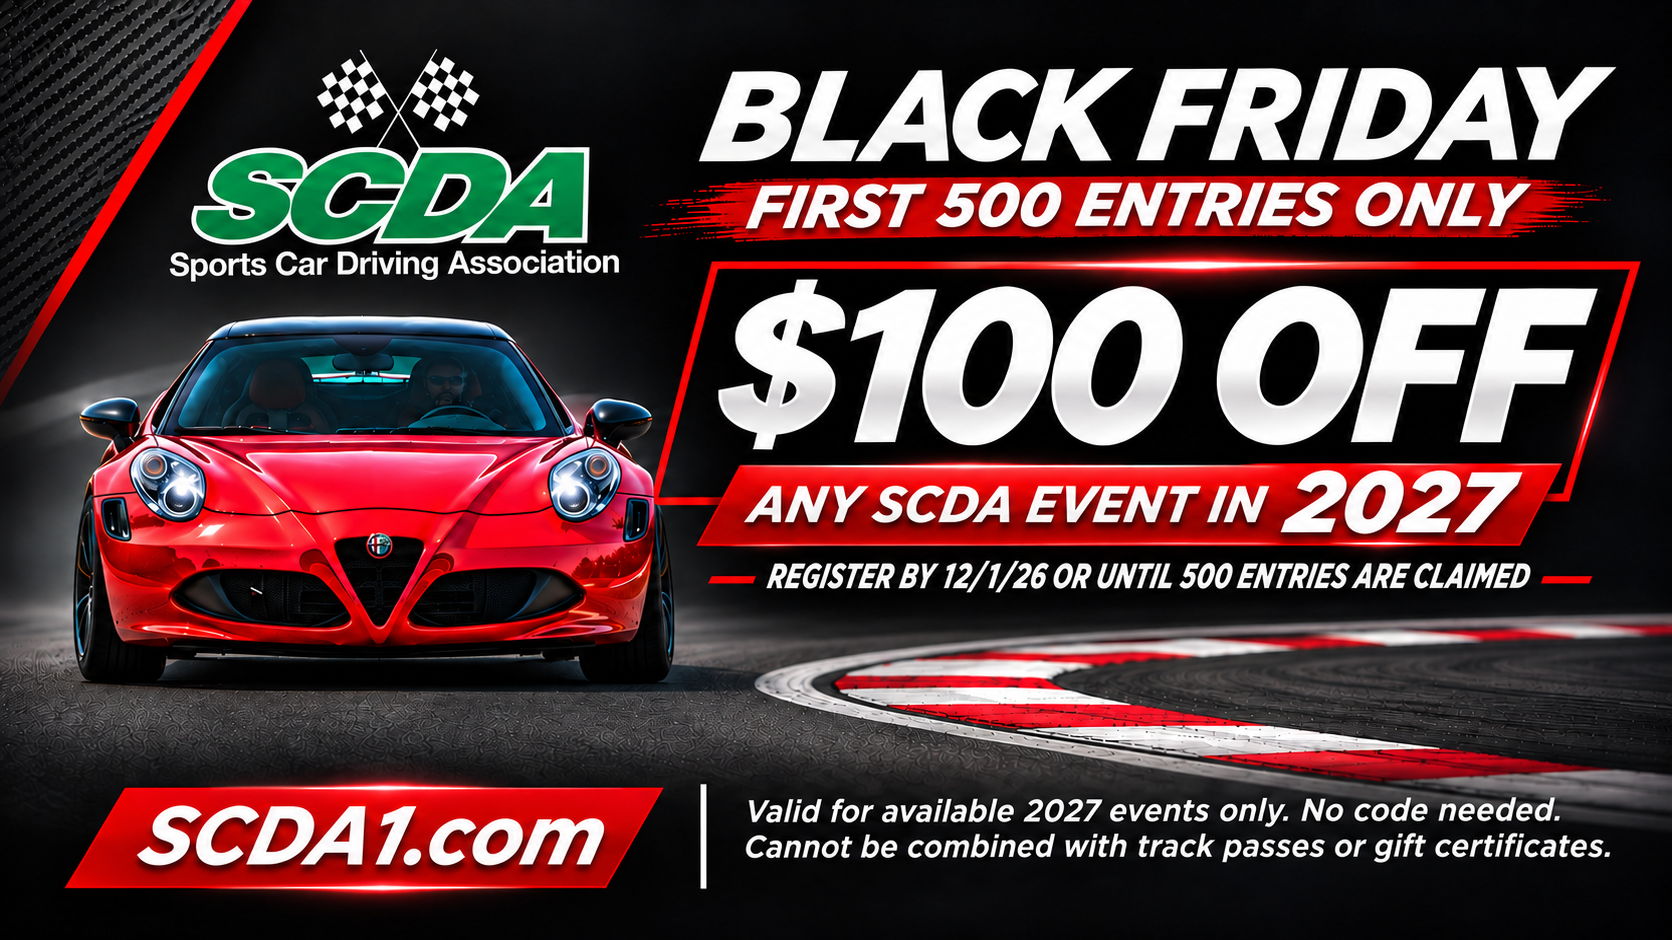 SCDA
Sports Car Driving Association
BLACK FRIDAY
FIRST 500 ENTRIES ONLY
$100 OFF
ANY SCDA EVENT IN 2027
REGISTER BY 12/1/26 OR UNTIL 500 ENTRIES ARE CLAIMED
SCDA1.com
Valid for available 2027 events only. No code needed.
Cannot be combined with track passes or gift certificates.